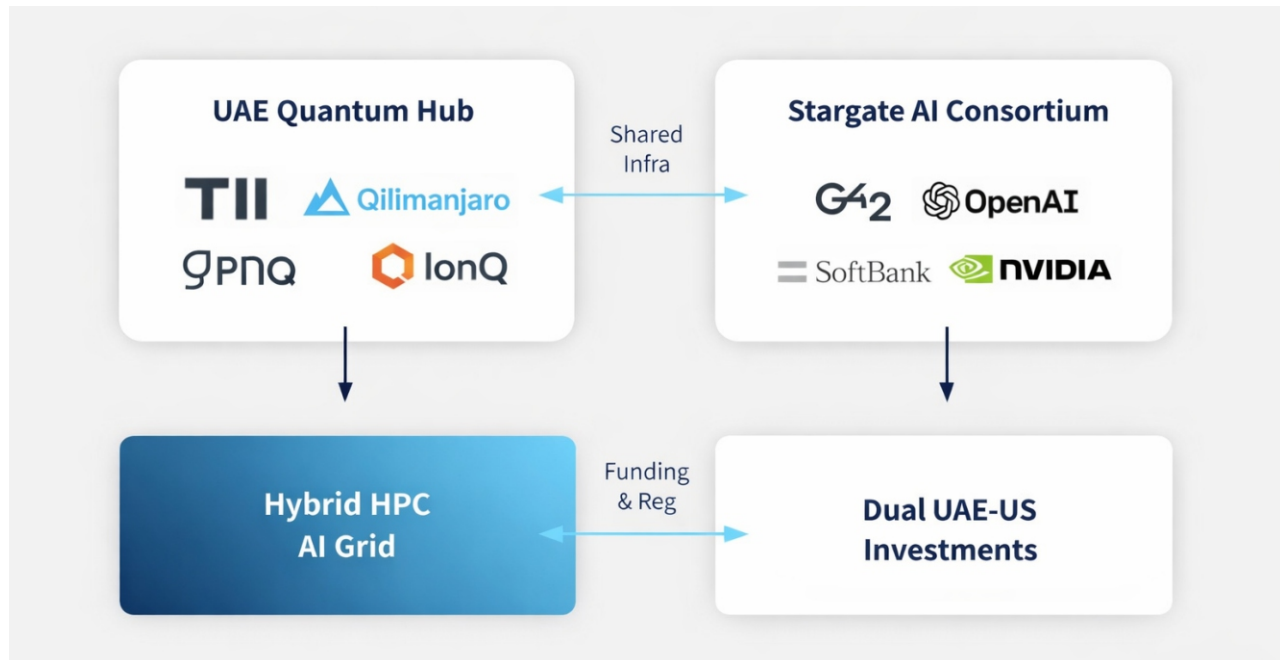 UAE Quantum Hub
TII Qilimanjaro
QPNQ IonQ
Shared
Infra
Stargate AI Consortium
G42 OpenAI
SoftBank NVIDIA
Hybrid HPC
AI Grid
Funding
& Reg
Dual UAE-US
Investments